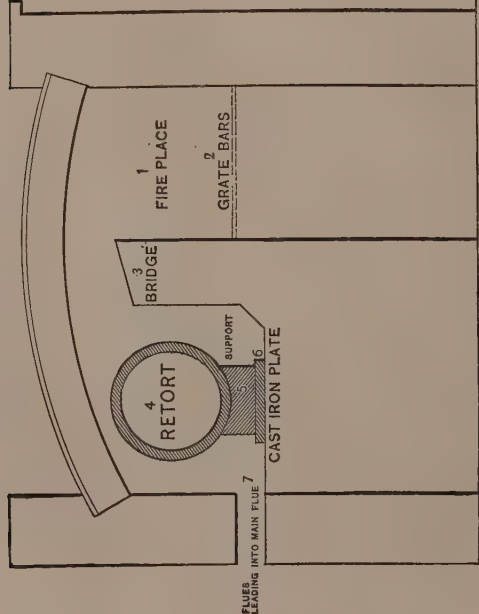 1
FIRE PLACE
2
GRATE BARS
3
BRIDGE
4
RETORT
SUPPORT
5
6
CAST IRON PLATE
7
FLUES
LEADING INTO MAIN FLUE